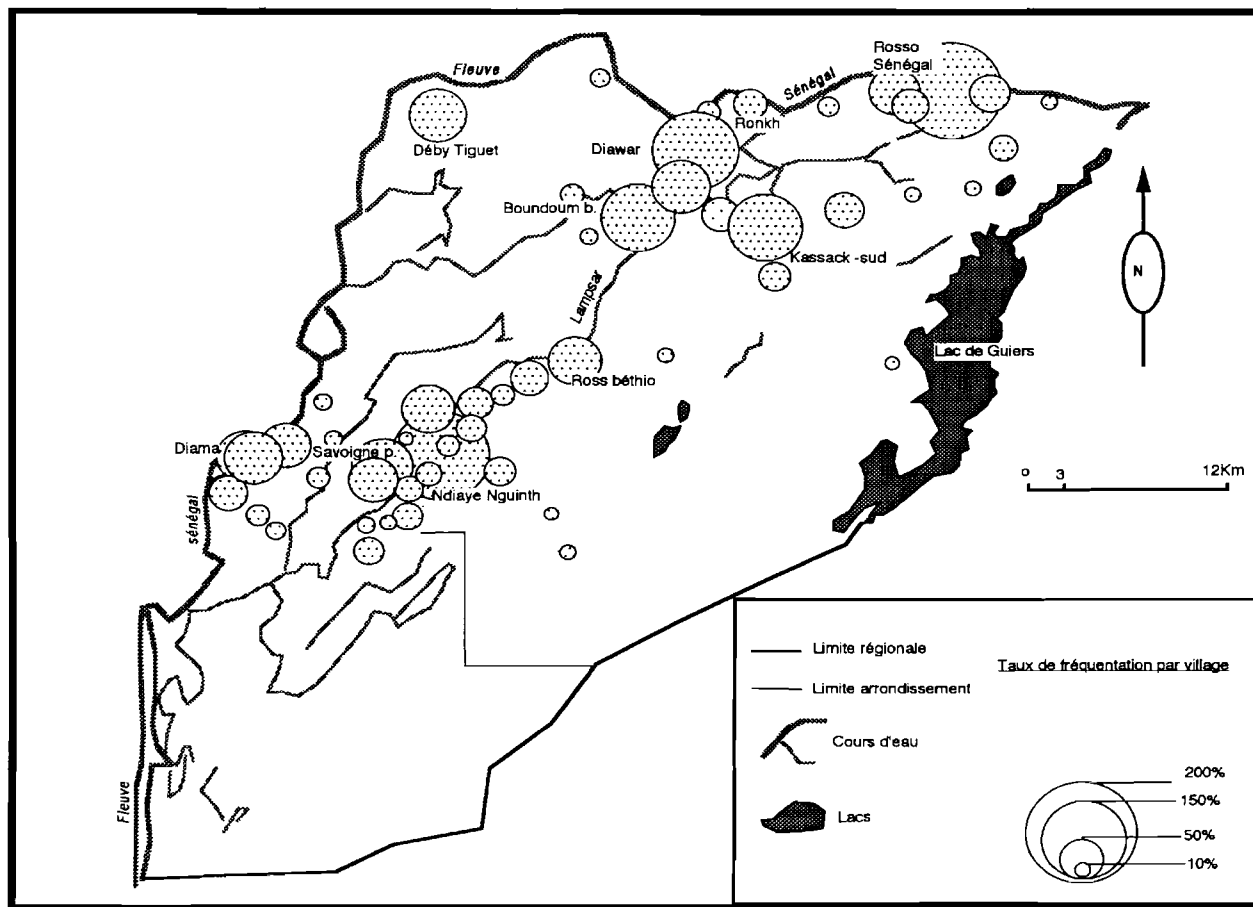 Rosso
Sénégal
Fleuve
Sénégal
Ronkh
Déby Tiguet
Diawar
Boundoum b.
Kassack -sud
N
Lampsar
Lac de Guiers
Ross béthio
Diama
Savoigne p.
Ndiaye Nguinth
0 3 12Km
sénégal
Fleuve
Limite régionale
Taux de fréquentation par village
Limite arrondissement
Cours d'eau
Lacs
200%
150%
50%
10%